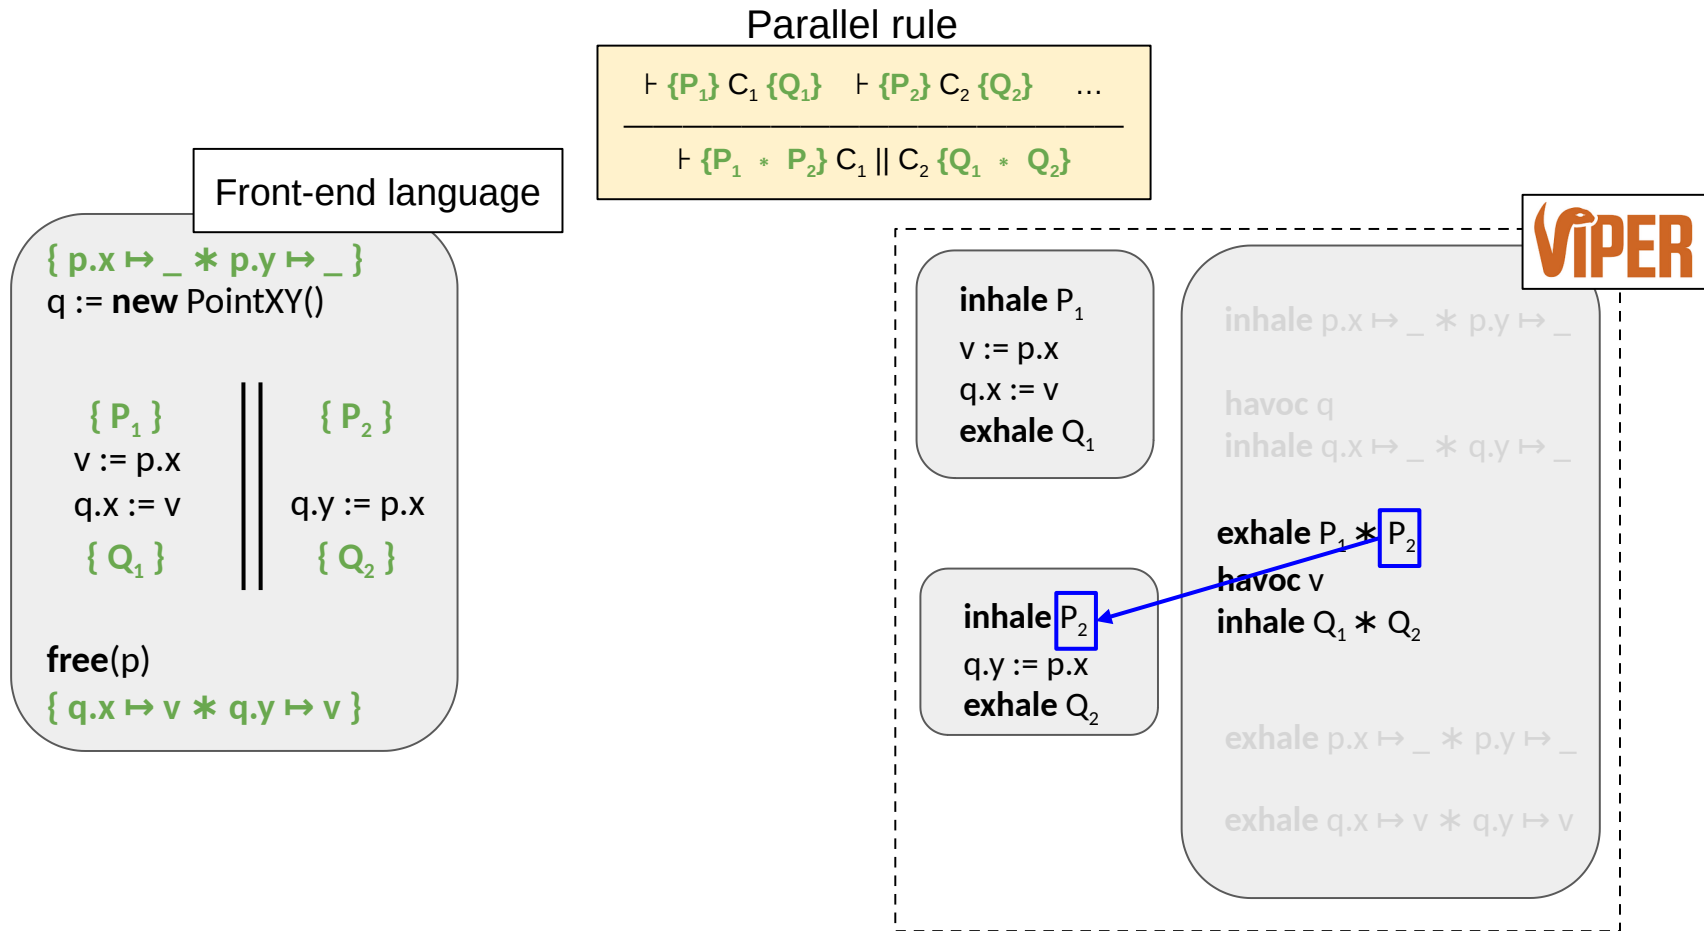 Parallel rule
⊦ {P₁} C₁ {Q₁} ⊦ {P₂} C₂ {Q₂} …
⊦ {P₁ * P₂} C₁ || C₂ {Q₁ * Q₂}
Front-end language
{ p.x ↦ _ ∗ p.y ↦ _ }
q := new PointXY()
{ P₁ }
v := p.x
q.x := v
{ Q₁ }
{ P₂ }
q.y := p.x
{ Q₂ }
free(p)
{ q.x ↦ v ∗ q.y ↦ v }
VIPER
inhale P₁
v := p.x
q.x := v
exhale Q₁
inhale P₂
q.y := p.x
exhale Q₂
inhale p.x ↦ _ ∗ p.y ↦ _
havoc q
inhale q.x ↦ _ ∗ q.y ↦ _
exhale P₁ ∗ P₂
havoc v
inhale Q₁ ∗ Q₂
exhale p.x ↦ _ ∗ p.y ↦ _
exhale q.x ↦ v ∗ q.y ↦ v